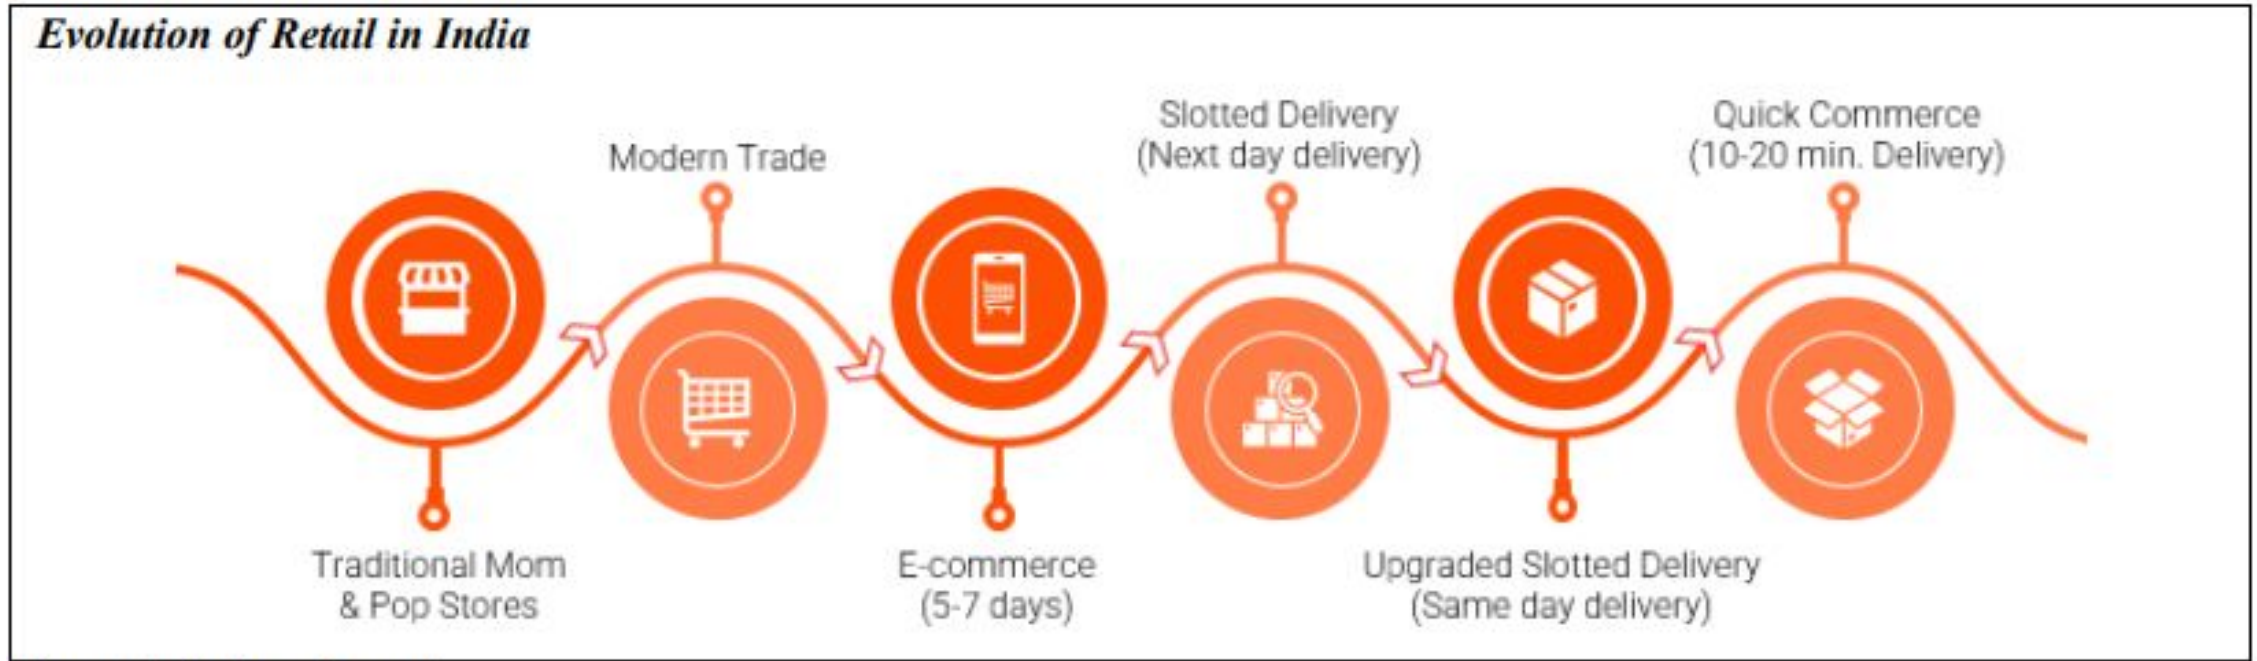 Evolution of Retail in India
Traditional Mom
& Pop Stores
Modern Trade
E-commerce
(5-7 days)
Slotted Delivery
(Next day delivery)
Upgraded Slotted Delivery
(Same day delivery)
Quick Commerce
(10-20 min. Delivery)